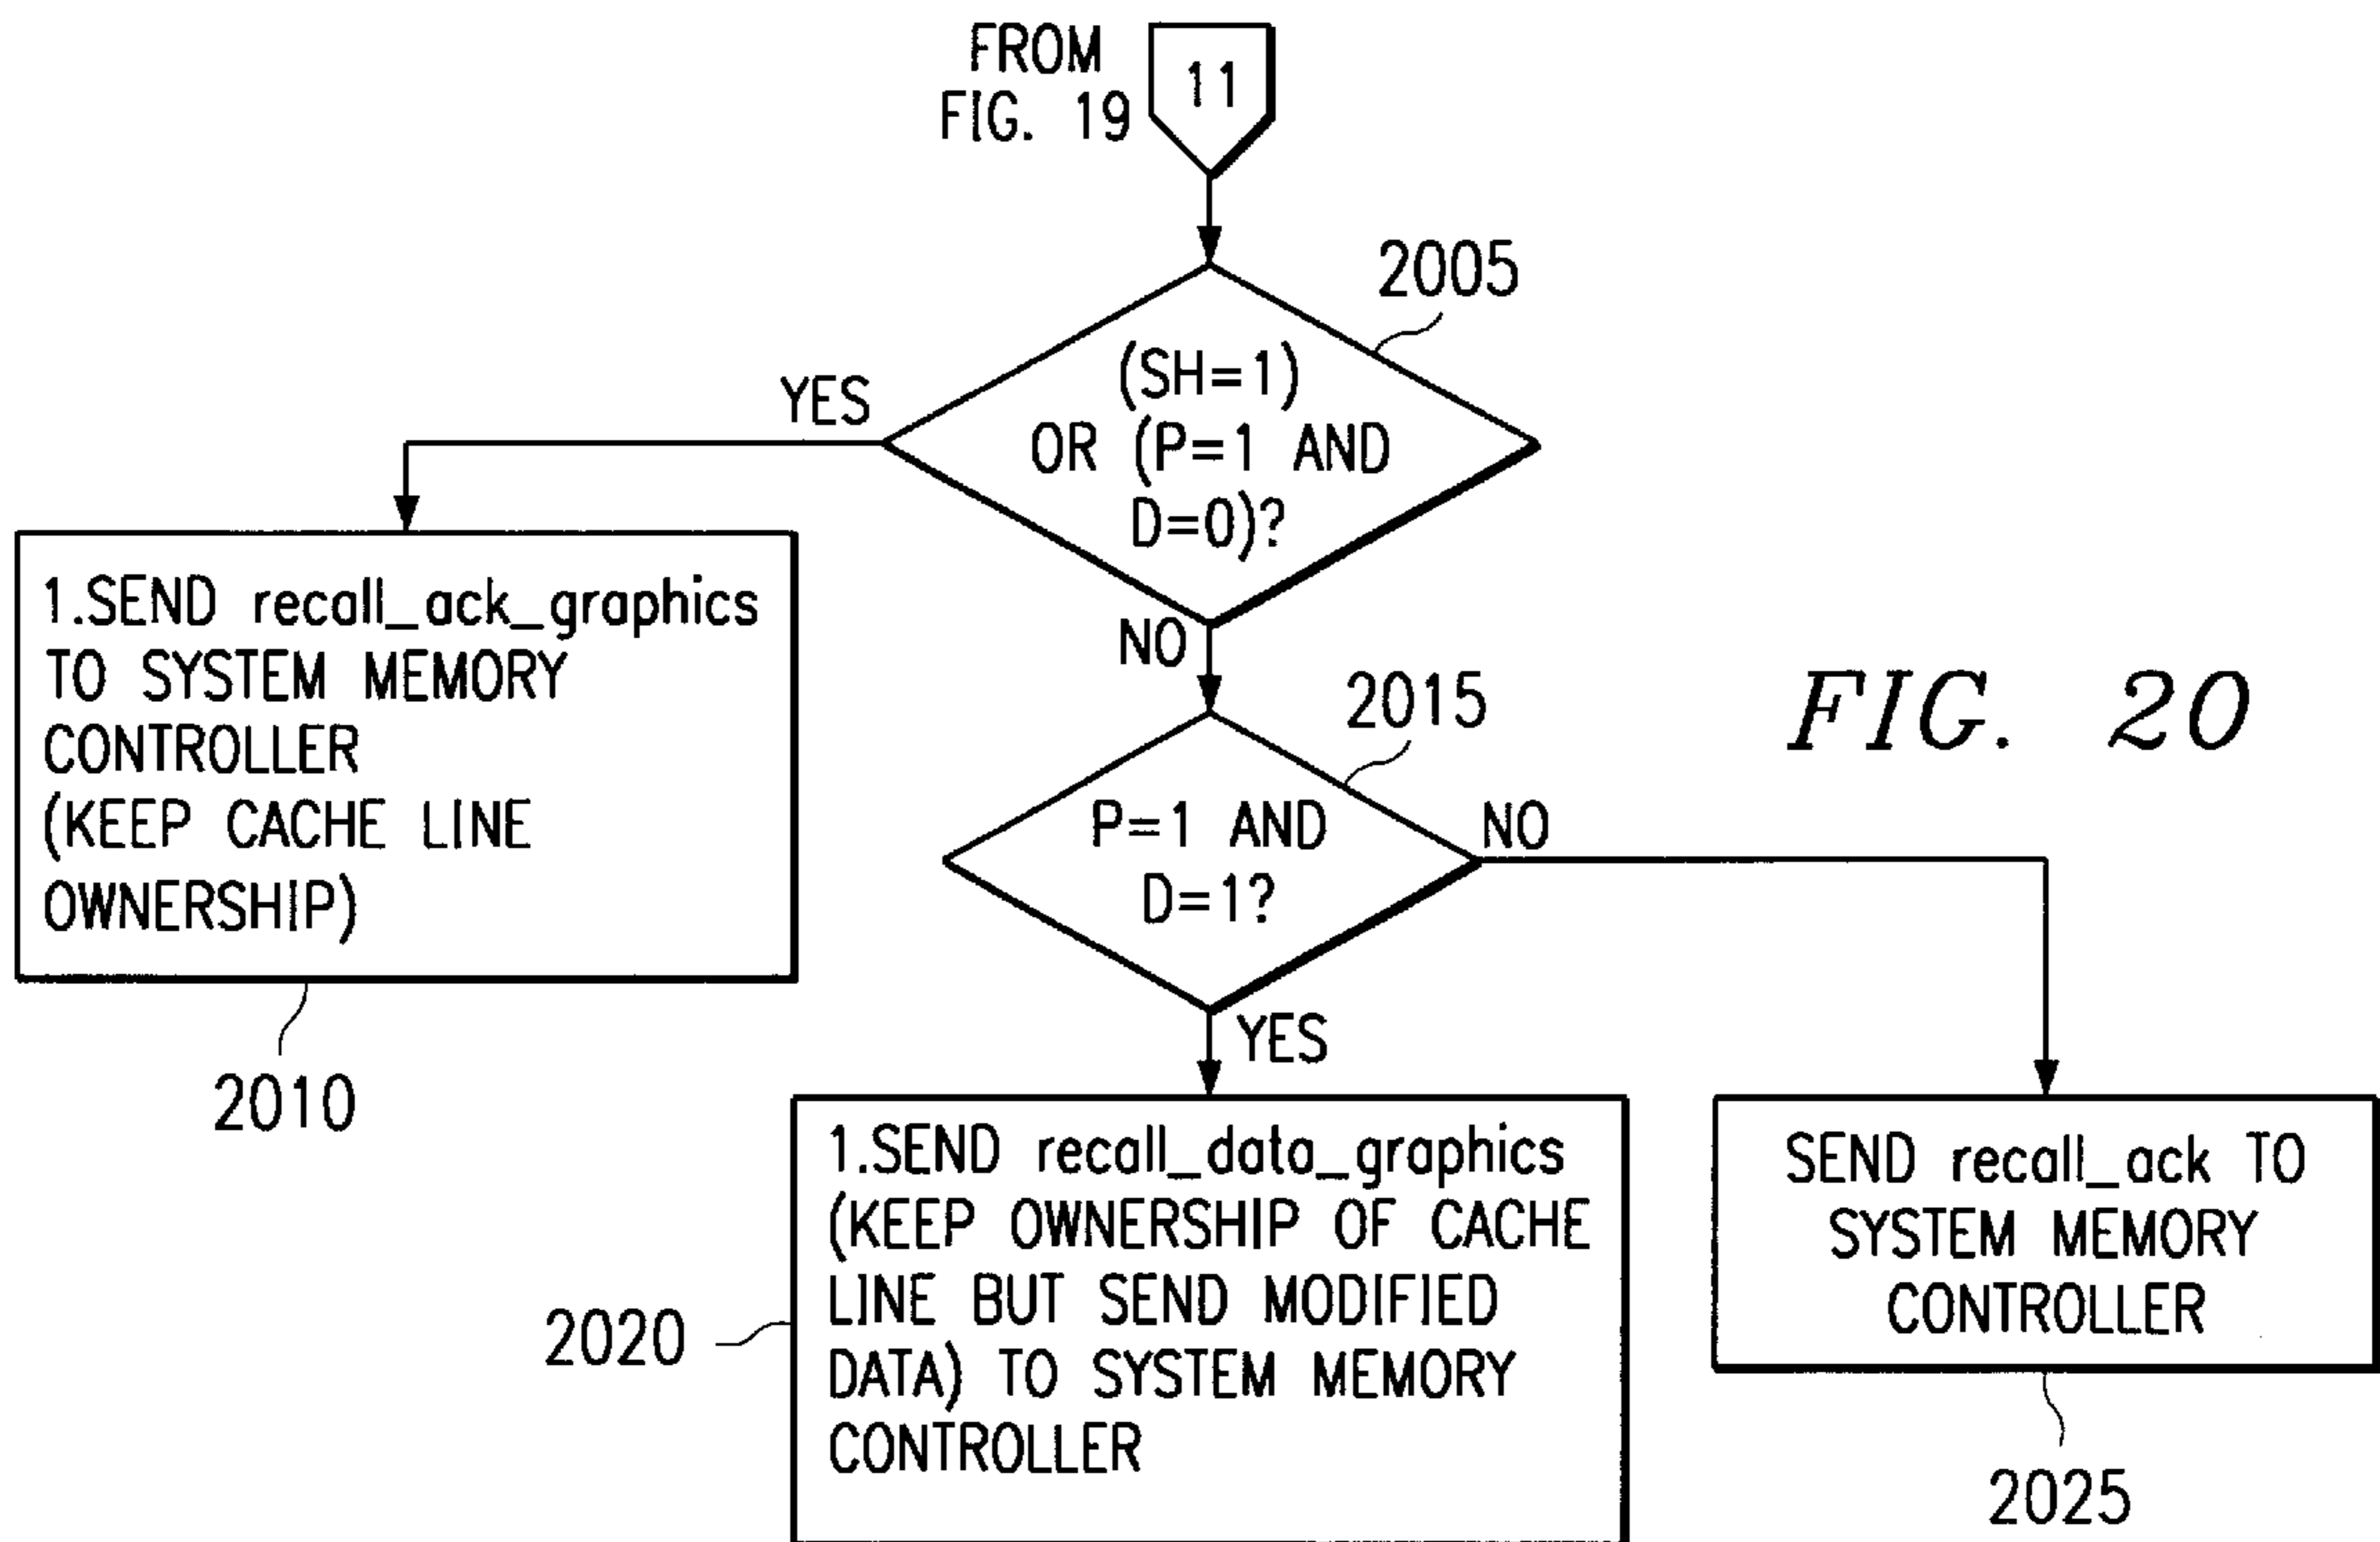 FROM
FIG. 19
11
2005
(SH=1)
OR (P=1 AND
D=0)?
YES
NO
1.SEND recall_ack_graphics
TO SYSTEM MEMORY
CONTROLLER
(KEEP CACHE LINE
OWNERSHIP)
2010
2015
P=1 AND
D=1?
NO
YES
FIG. 20
1.SEND recall_data_graphics
(KEEP OWNERSHIP OF CACHE
LINE BUT SEND MODIFIED
DATA) TO SYSTEM MEMORY
CONTROLLER
2020
SEND recall_ack TO
SYSTEM MEMORY
CONTROLLER
2025